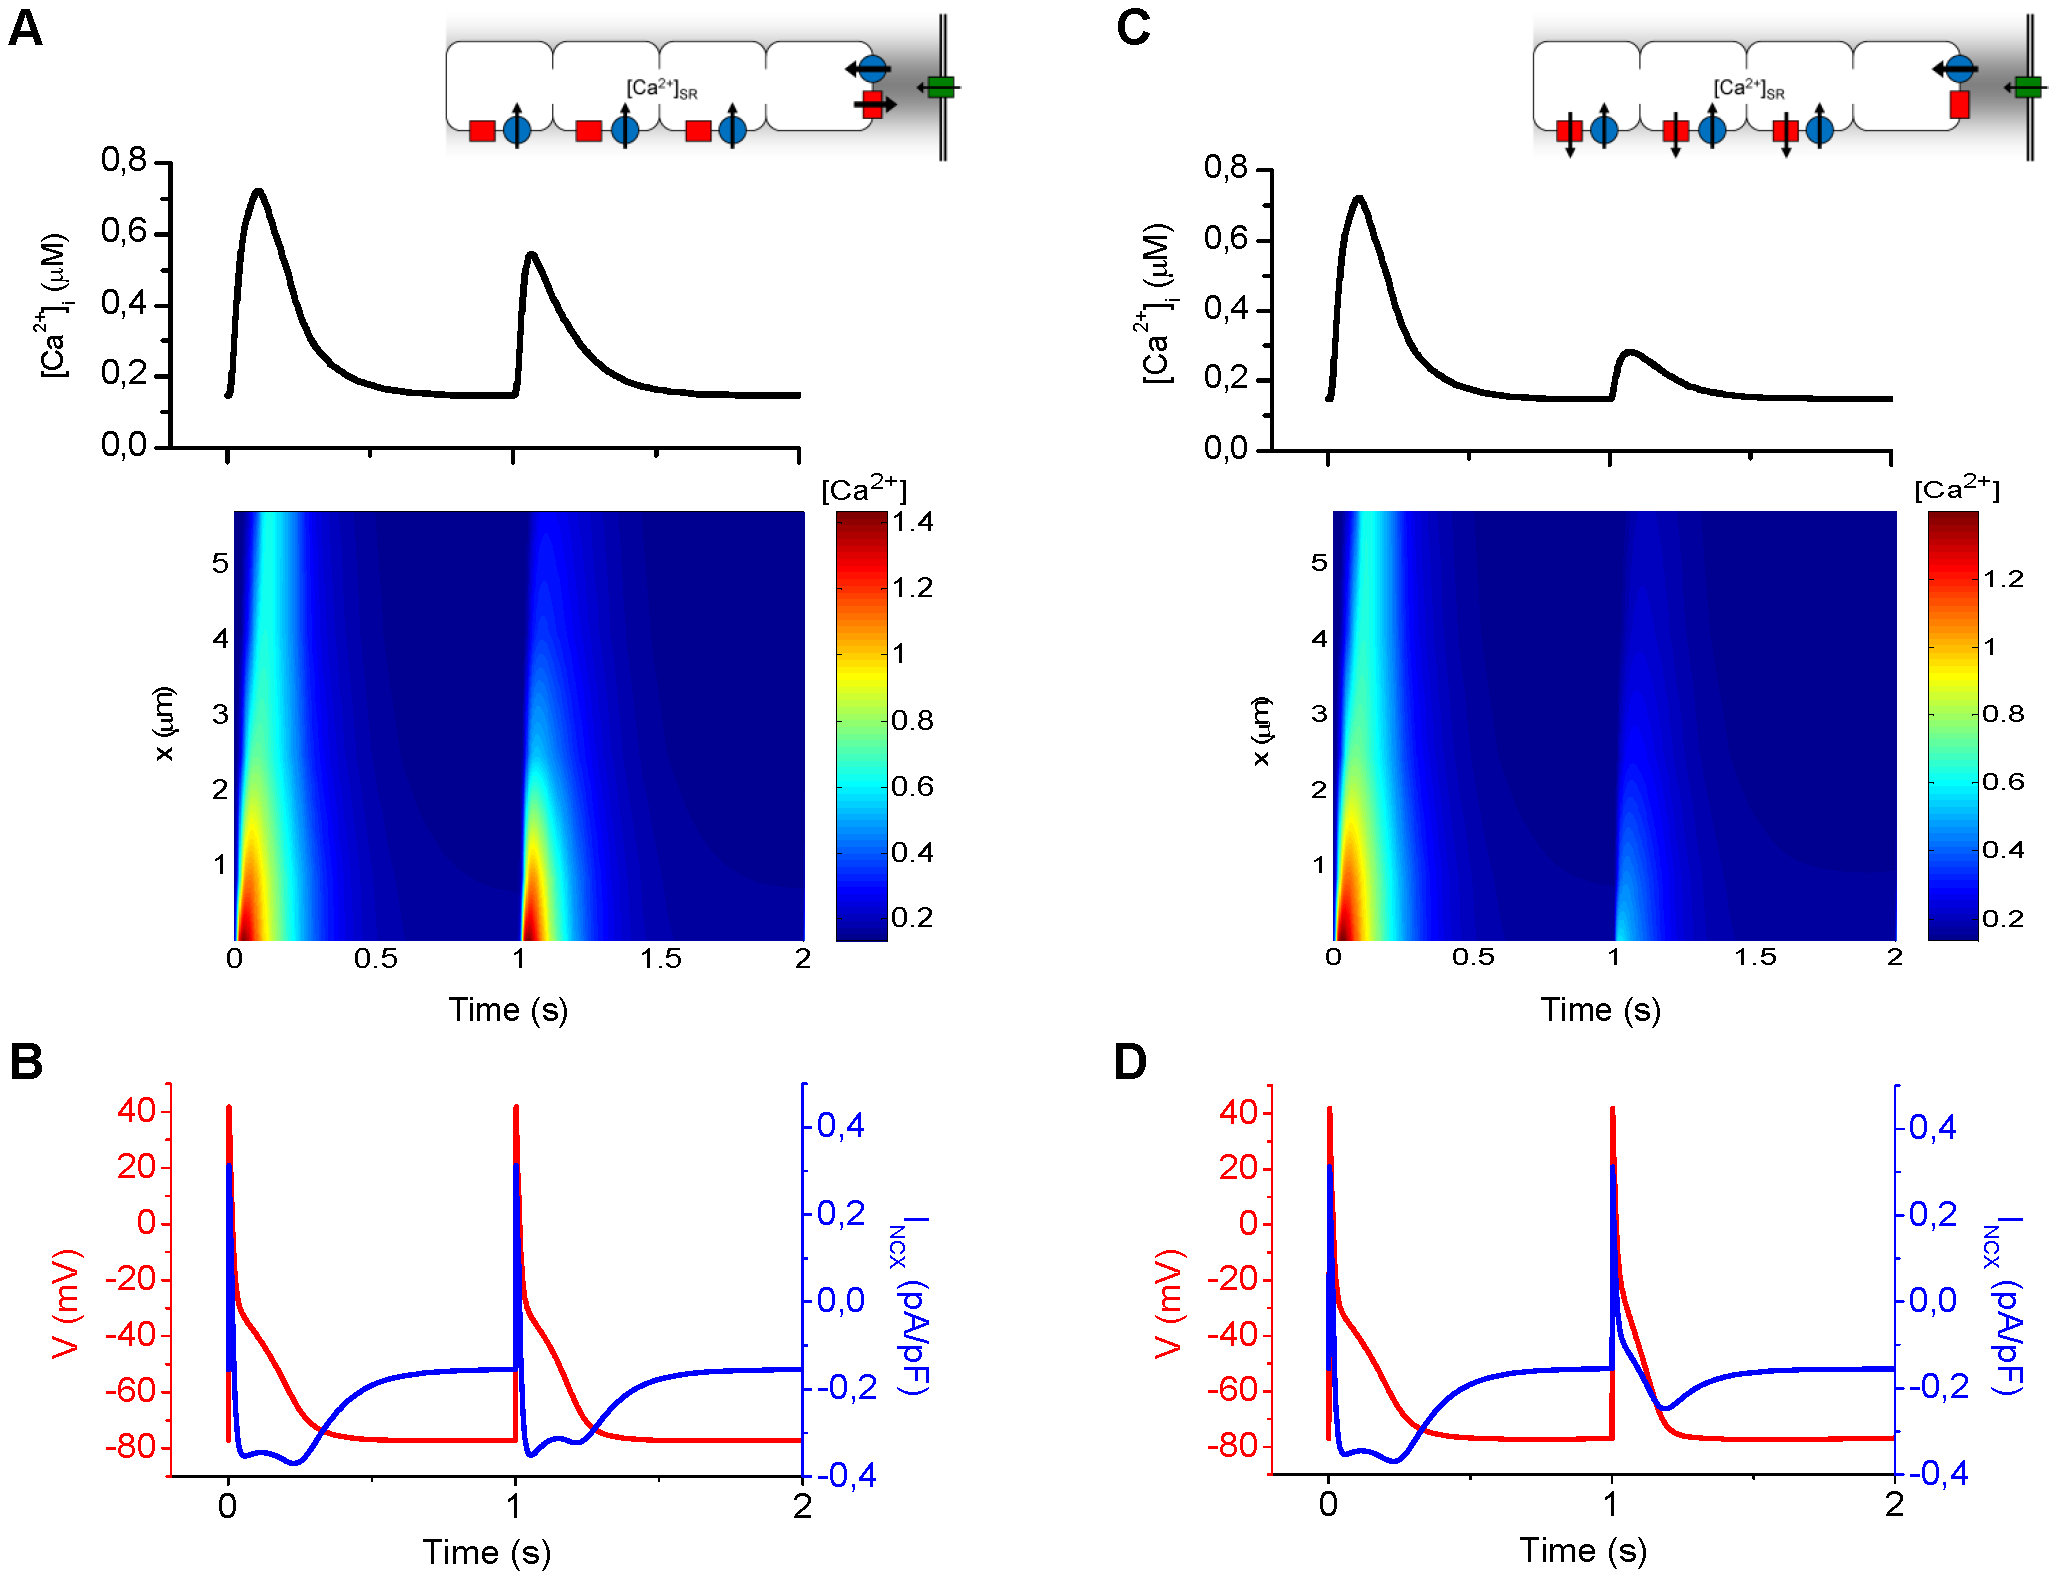 A
[Ca2+]SR
0,8
0,6
0,4
0,2
0,0
[Ca2+]i (μM)
[Ca2+]
5
4
3
2
1
x (μm)
1.4
1.2
1
0.8
0.6
0.4
0.2
0 0.5 1 1.5 2
Time (s)
B
40
20
0
-20
-40
-60
-80
V (mV)
0,4
0,2
0,0
-0,2
-0,4
INCX (pA/pF)
0 1 2
Time (s)
C
[Ca2+]SR
0,8
0,6
0,4
0,2
0,0
[Ca2+]i (μM)
[Ca2+]
5
4
3
2
1
x (μm)
1.2
1
0.8
0.6
0.4
0.2
0 0.5 1 1.5 2
Time (s)
D
40
20
0
-20
-40
-60
-80
V (mV)
0,4
0,2
0,0
-0,2
-0,4
INCX (pA/pF)
0 1 2
Time (s)